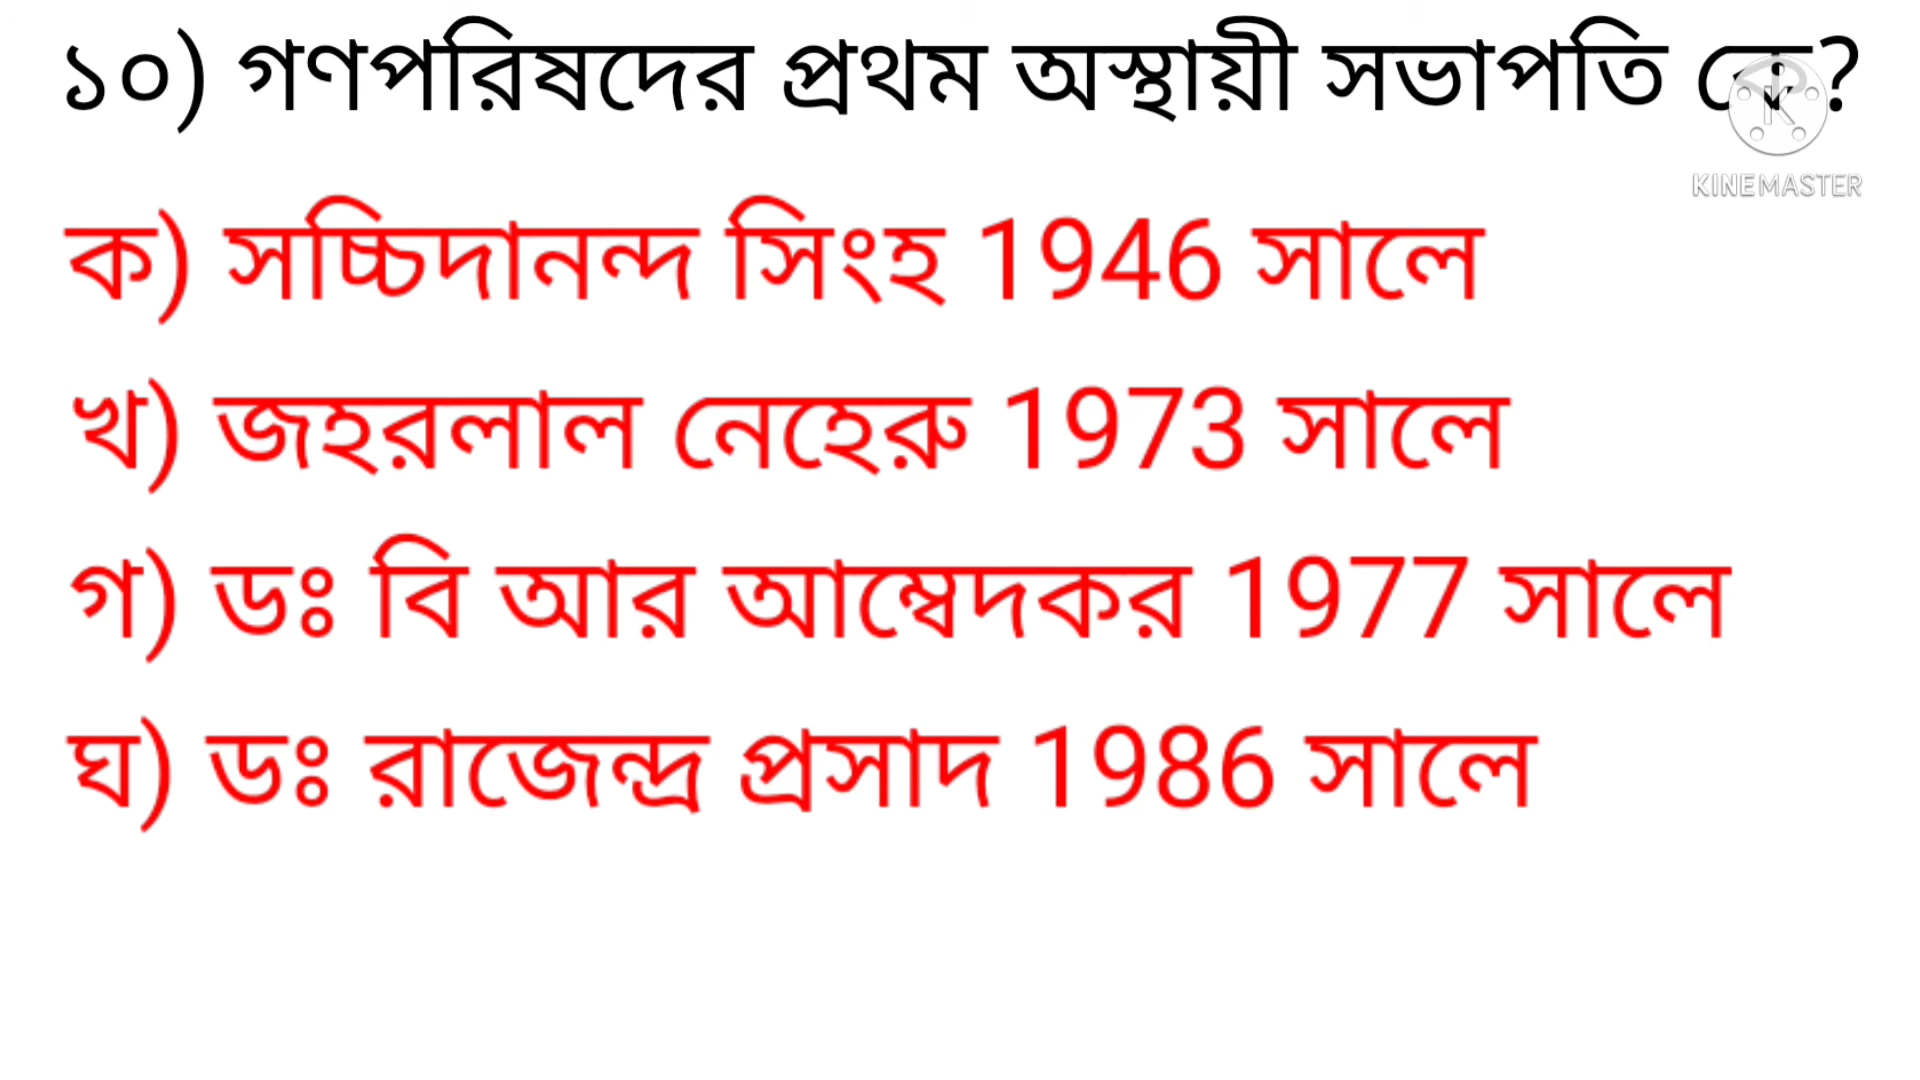 ১০) গণপরিষদের প্রথম অস্থায়ী সভাপতি কে?
KINEMASTER
ক) সচ্চিদানন্দ সিংহ 1946 সালে
খ) জহরলাল নেহেরু 1973 সালে
গ) ডঃ বি আর আম্বেদকর 1977 সালে
ঘ) ডঃ রাজেন্দ্র প্রসাদ 1986 সালে